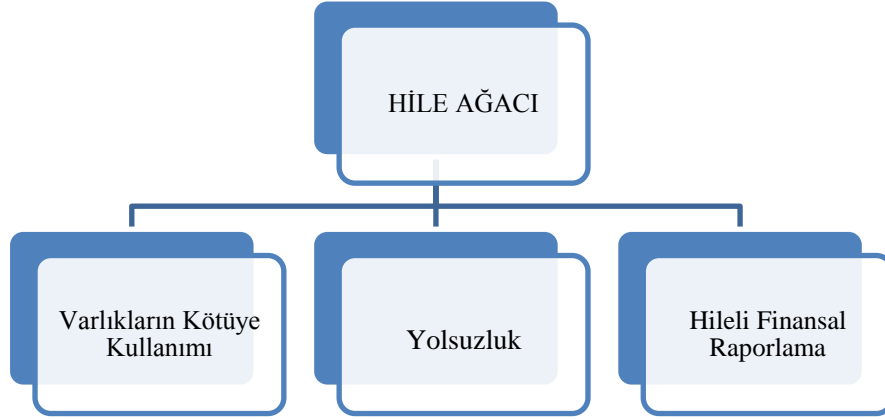 HİLE AĞACI
Varlıkların Kötüye
Kullanımı
Yolsuzluk
Hileli Finansal
Raporlama